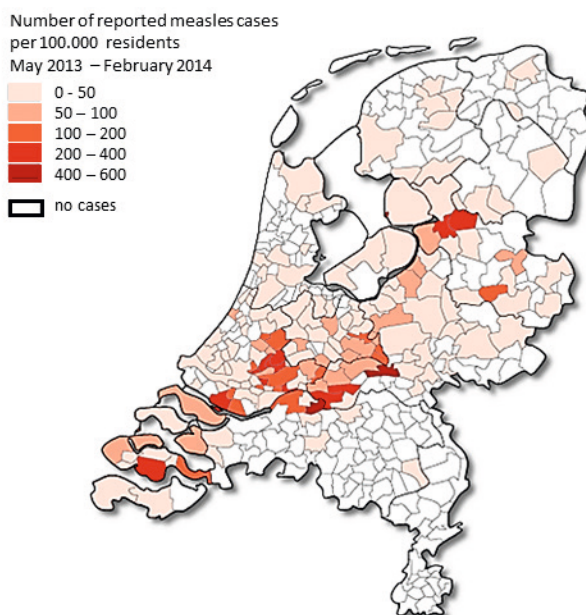 Number of reported measles cases
per 100.000 residents
May 2013 – February 2014
0 - 50
50 – 100
100 – 200
200 – 400
400 – 600
no cases